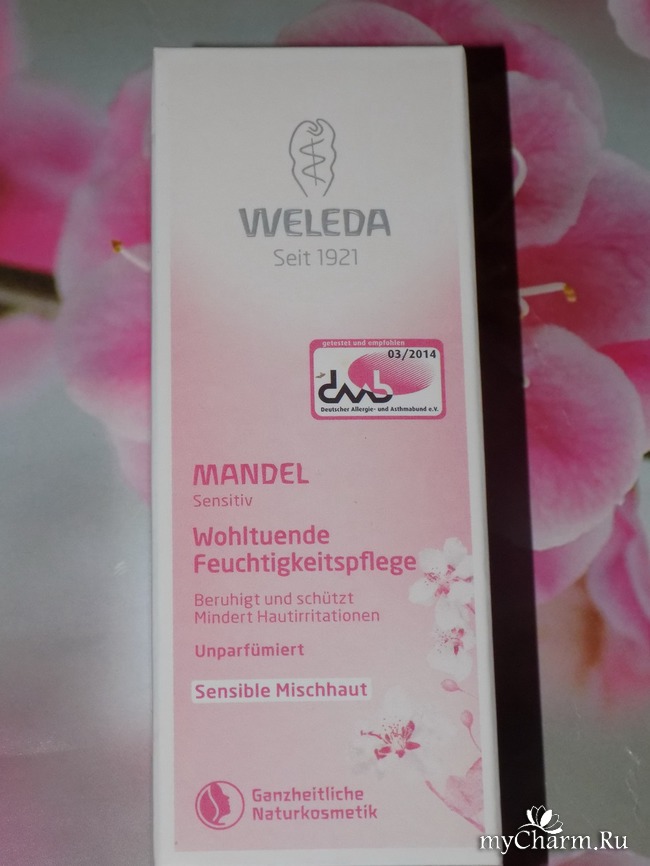 WELEDA
Seit 1921
getestet und empfohlen
03/2014
daab
Deutscher Allergie- und Asthmabund e.V.
MANDEL
Sensitiv
Wohltuende
Feuchtigkeitspflege
Beruhigt und schützt
Mindert Hautirritationen
Unparfümiert
Sensible Mischhaut
Ganzheitliche
Naturkosmetik
myCharm.Ru